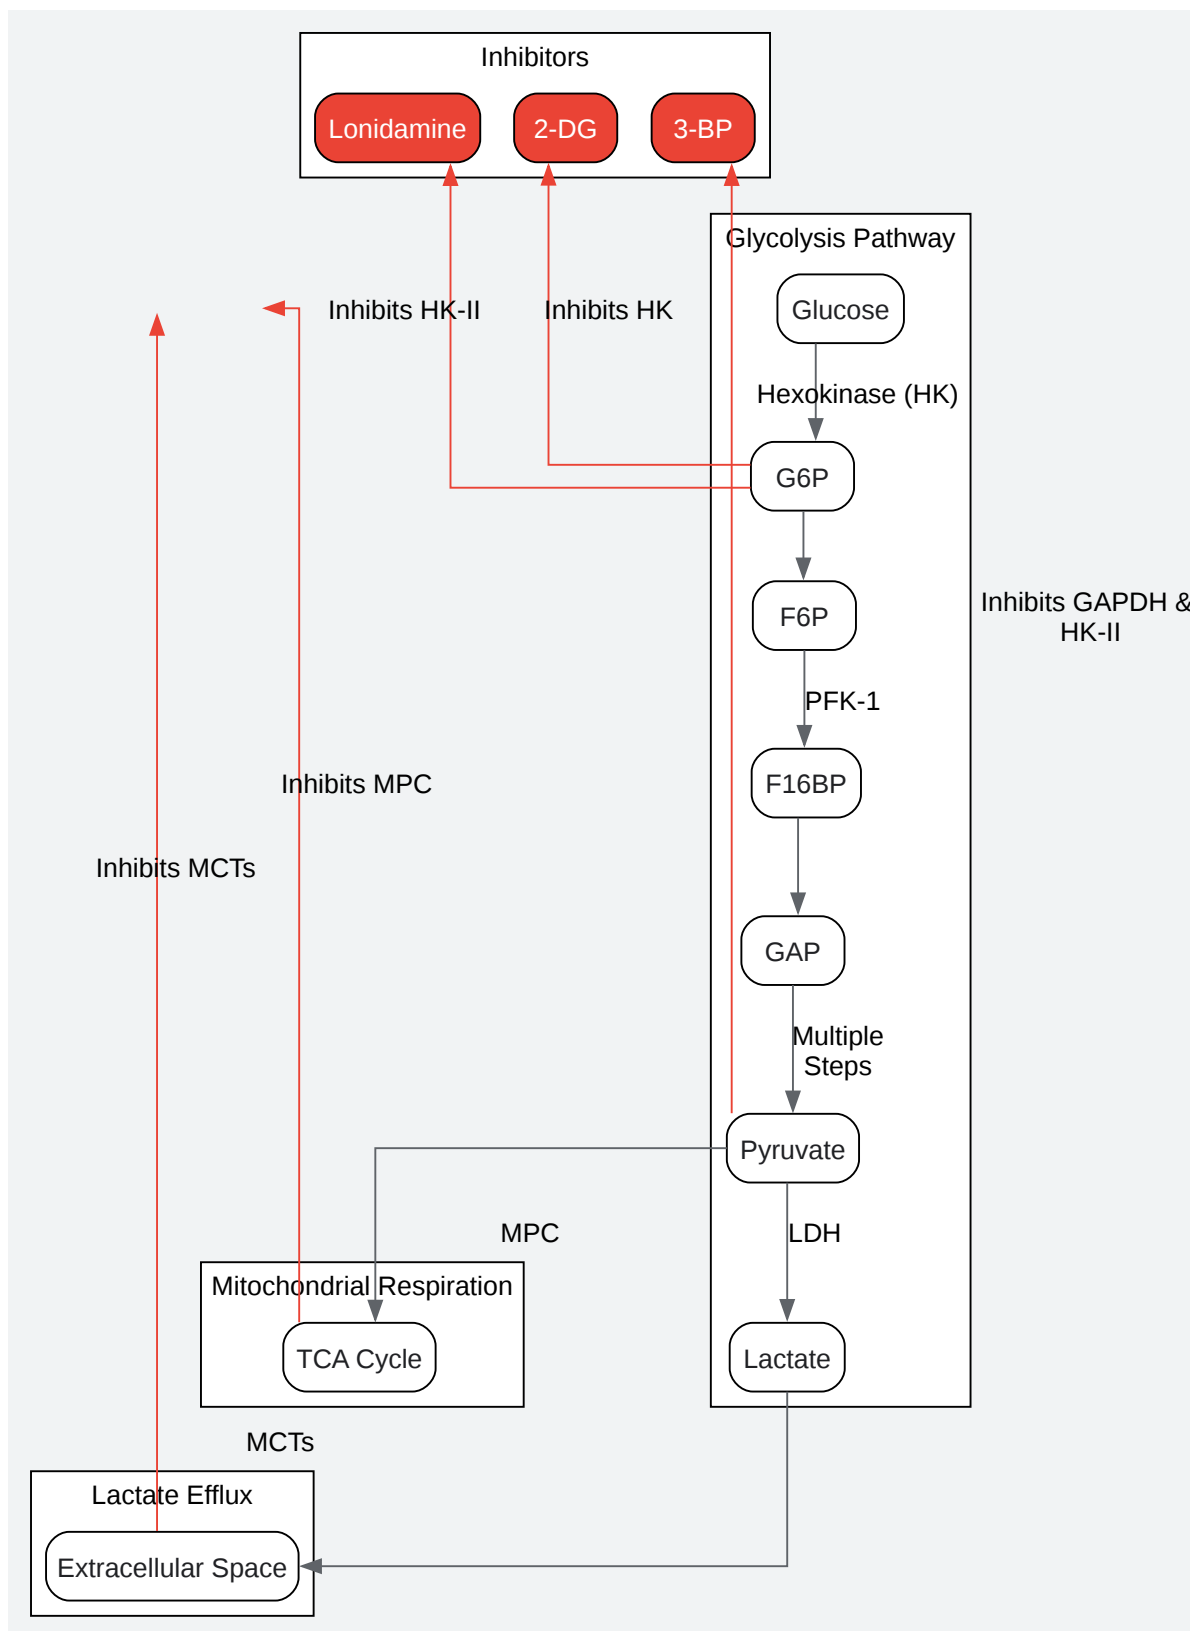 Inhibitors
Lonidamine
2-DG
3-BP
Glycolysis Pathway
Inhibits HK-II
Inhibits HK
Glucose
Hexokinase (HK)
G6P
Inhibits GAPDH &
HK-II
F6P
PFK-1
Inhibits MPC
F16BP
Inhibits MCTs
GAP
Multiple
Steps
Pyruvate
MPC
LDH
Mitochondrial Respiration
TCA Cycle
Lactate
MCTs
Lactate Efflux
Extracellular Space